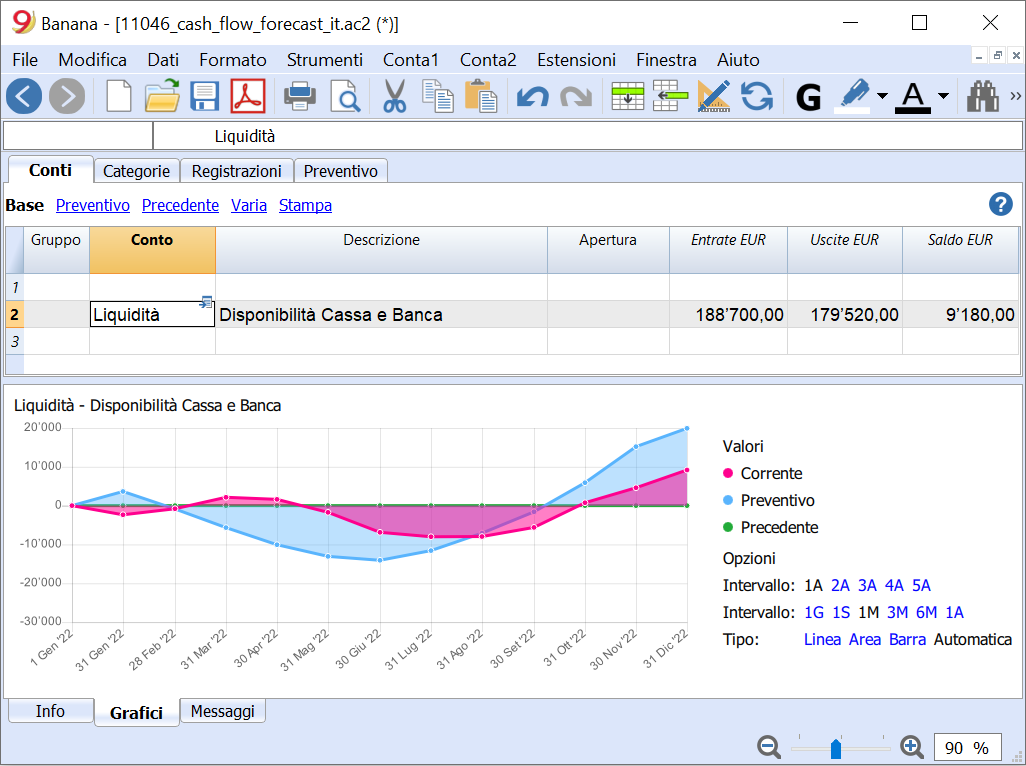 Banana - [11046_cash_flow_forecast_it.ac2 (*)]
File Modifica Dati Formato Strumenti Conta1 Conta2 Estensioni Finestra Aiuto
G A »
Liquidità
Conti Categorie Registrazioni Preventivo
Base Preventivo Precedente Varia Stampa ?
Gruppo Conto Descrizione Apertura Entrate EUR Uscite EUR Saldo EUR
1
2 Liquidità Disponibilità Cassa e Banca 188’700,00 179’520,00 9’180,00
3
Liquidità - Disponibilità Cassa e Banca
20’000
10’000
0
-10’000
-20’000
-30’000
1 Gen '22 31 Gen '22 28 Feb '22 31 Mar '22 30 Apr '22 31 Mag '22 30 Giu '22 31 Lug '22 31 Ago '22 30 Set '22 31 Ott '22 30 Nov '22 31 Dic '22
Valori
Corrente
Preventivo
Precedente
Opzioni
Intervallo: 1A 2A 3A 4A 5A
Intervallo: 1G 1S 1M 3M 6M 1A
Tipo: Linea Area Barra Automatica
Info Grafici Messaggi
90 %